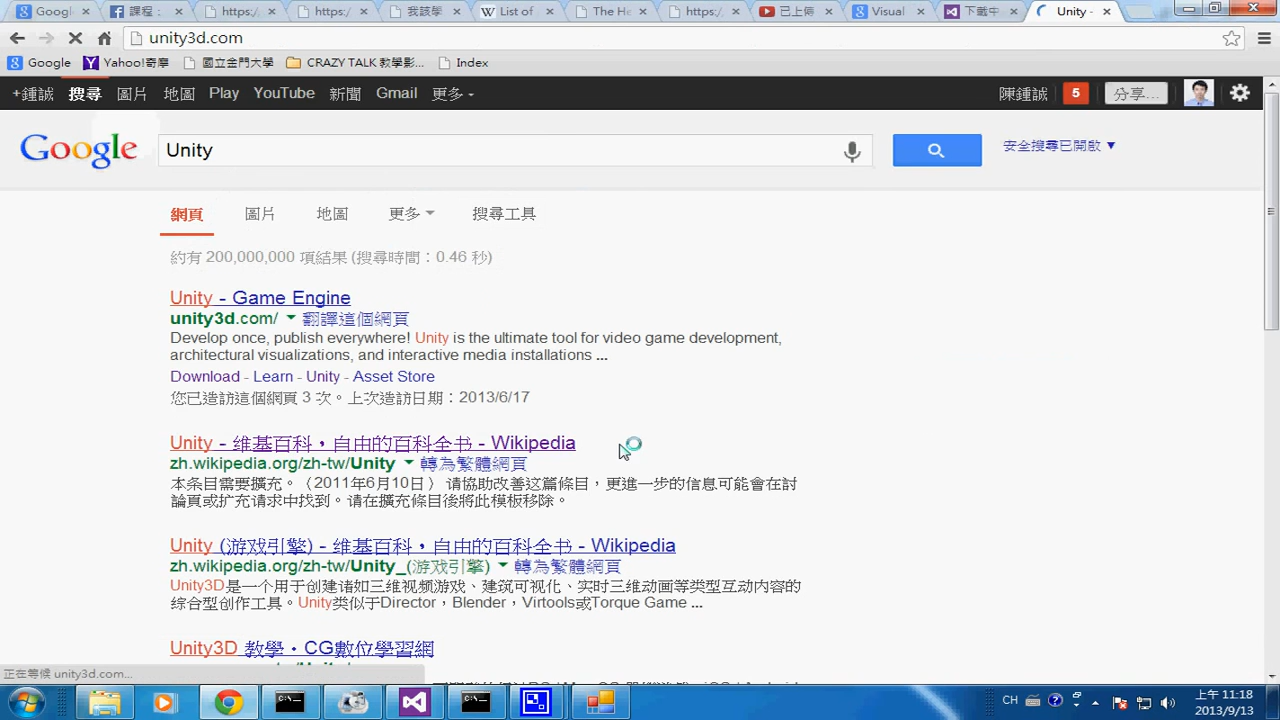 Googl
課程：
https:/
https:/
我該學
List of
The He
https:/
已上傳
Visual
下載中
Unity -
unity3d.com
Google
Yahoo!奇摩
國立金門大學
CRAZY TALK 教學影...
Index
+鍾誠
搜尋
圖片
地圖
Play
YouTube
新聞
Gmail
更多
陳鍾誠
5
分享...
Google
Unity
安全搜尋已開啟
網頁
圖片
地圖
更多
搜尋工具
約有 200,000,000 項結果 (搜尋時間：0.46 秒)
Unity - Game Engine
unity3d.com/ 翻譯這個網頁
Develop once, publish everywhere! Unity is the ultimate tool for video game development,
architectural visualizations, and interactive media installations ...
Download - Learn - Unity - Asset Store
您已造訪這個網頁 3 次。上次造訪日期：2013/6/17
Unity - 维基百科，自由的百科全书 - Wikipedia
zh.wikipedia.org/zh-tw/Unity 轉為繁體網頁
本条目需要擴充。（2011年6月10日） 请协助改善这篇條目，更進一步的信息可能會在討
論頁或扩充请求中找到。请在擴充條目後將此模板移除。
Unity (游戏引擎) - 维基百科，自由的百科全书 - Wikipedia
zh.wikipedia.org/zh-tw/Unity_(游戏引擎) 轉為繁體網頁
Unity3D是一个用于创建诸如三维视频游戏、建筑可视化、实时三维动画等类型互动内容的
综合型创作工具。Unity类似于Director，Blender，Virtools或Torque Game ...
Unity3D 教學・CG數位學習網
正在等候 unity3d.com...
CH
上午 11:18
2013/9/13